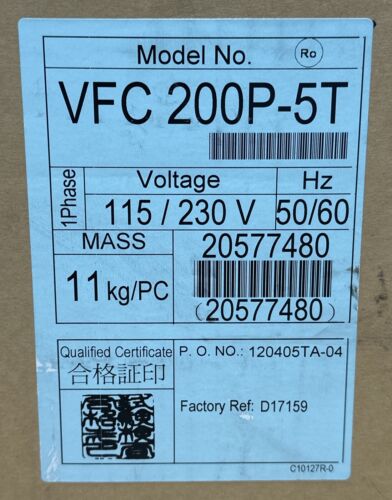 Model No. Ro
VFC 200P-5T
1Phase
Voltage Hz
115 / 230 V 50/60
MASS 20577480
11kg/PC (20577480)
Qualified Certificate P. O. NO.: 120405TA-04
合格証印
Factory Ref: D17159
C10127R-0